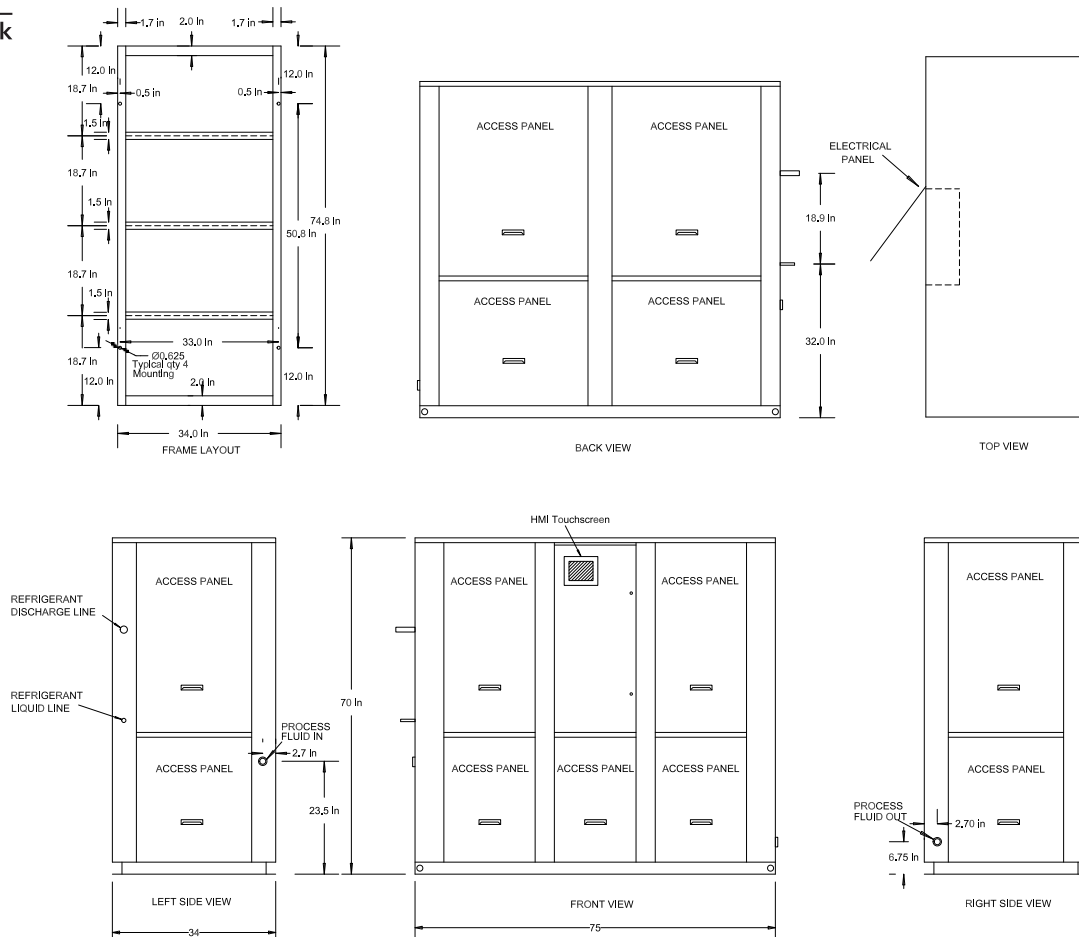 k
1.7 in
2.0 in
1.7 in
12.0 in
12.0 in
18.7 in
0.5 in
0.5 in
1.5 in
18.7 in
1.5 in
74.8 in
50.8 in
18.7 in
1.5 in
33.0 in
Ø0.625
Typical qty 4
Mounting
18.7 in
12.0 in
2.0 in
12.0 in
34.0 in
FRAME LAYOUT
ACCESS PANEL
ACCESS PANEL
ACCESS PANEL
ACCESS PANEL
18.9 in
32.0 in
BACK VIEW
ELECTRICAL
PANEL
TOP VIEW
REFRIGERANT
DISCHARGE LINE
REFRIGERANT
LIQUID LINE
ACCESS PANEL
ACCESS PANEL
PROCESS
FLUID IN
2.7 in
23.5 in
LEFT SIDE VIEW
34
HMI Touchscreen
70 in
ACCESS PANEL
ACCESS PANEL
ACCESS PANEL
ACCESS PANEL
ACCESS PANEL
FRONT VIEW
75
ACCESS PANEL
ACCESS PANEL
PROCESS
FLUID OUT
2.70 in
6.75 in
RIGHT SIDE VIEW